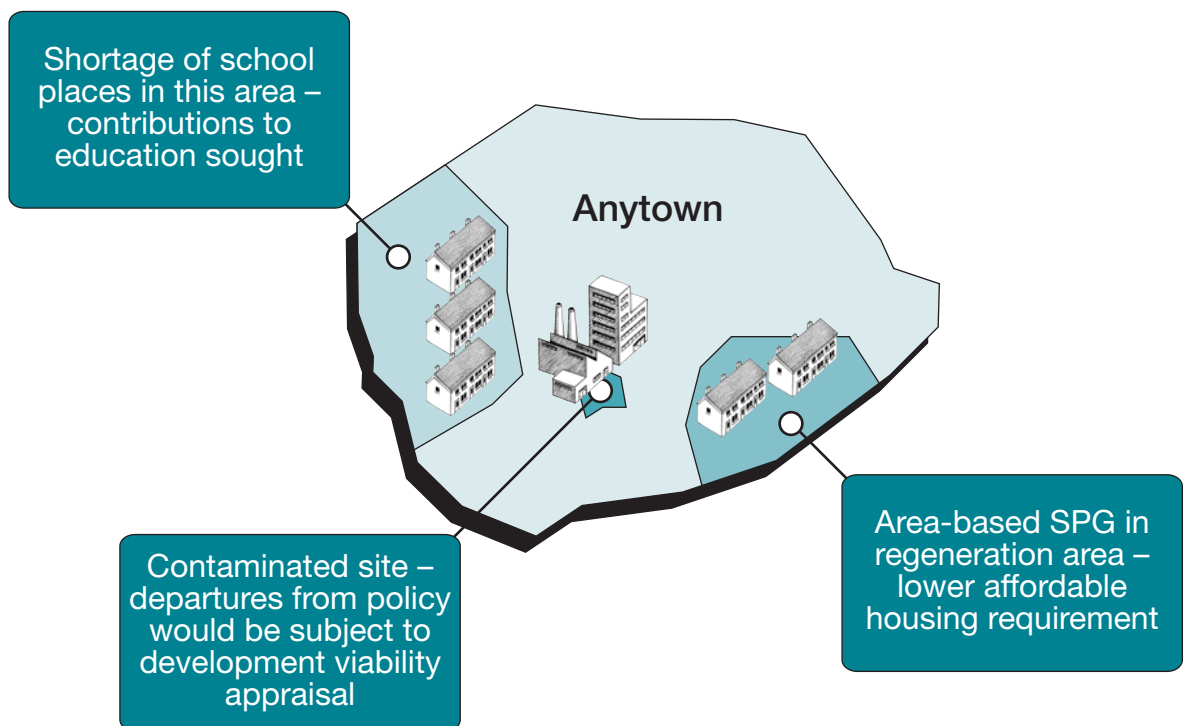 Shortage of school
places in this area –
contributions to
education sought
Anytown
Contaminated site –
departures from policy
would be subject to
development viability
appraisal
Area-based SPG in
regeneration area –
lower affordable
housing requirement